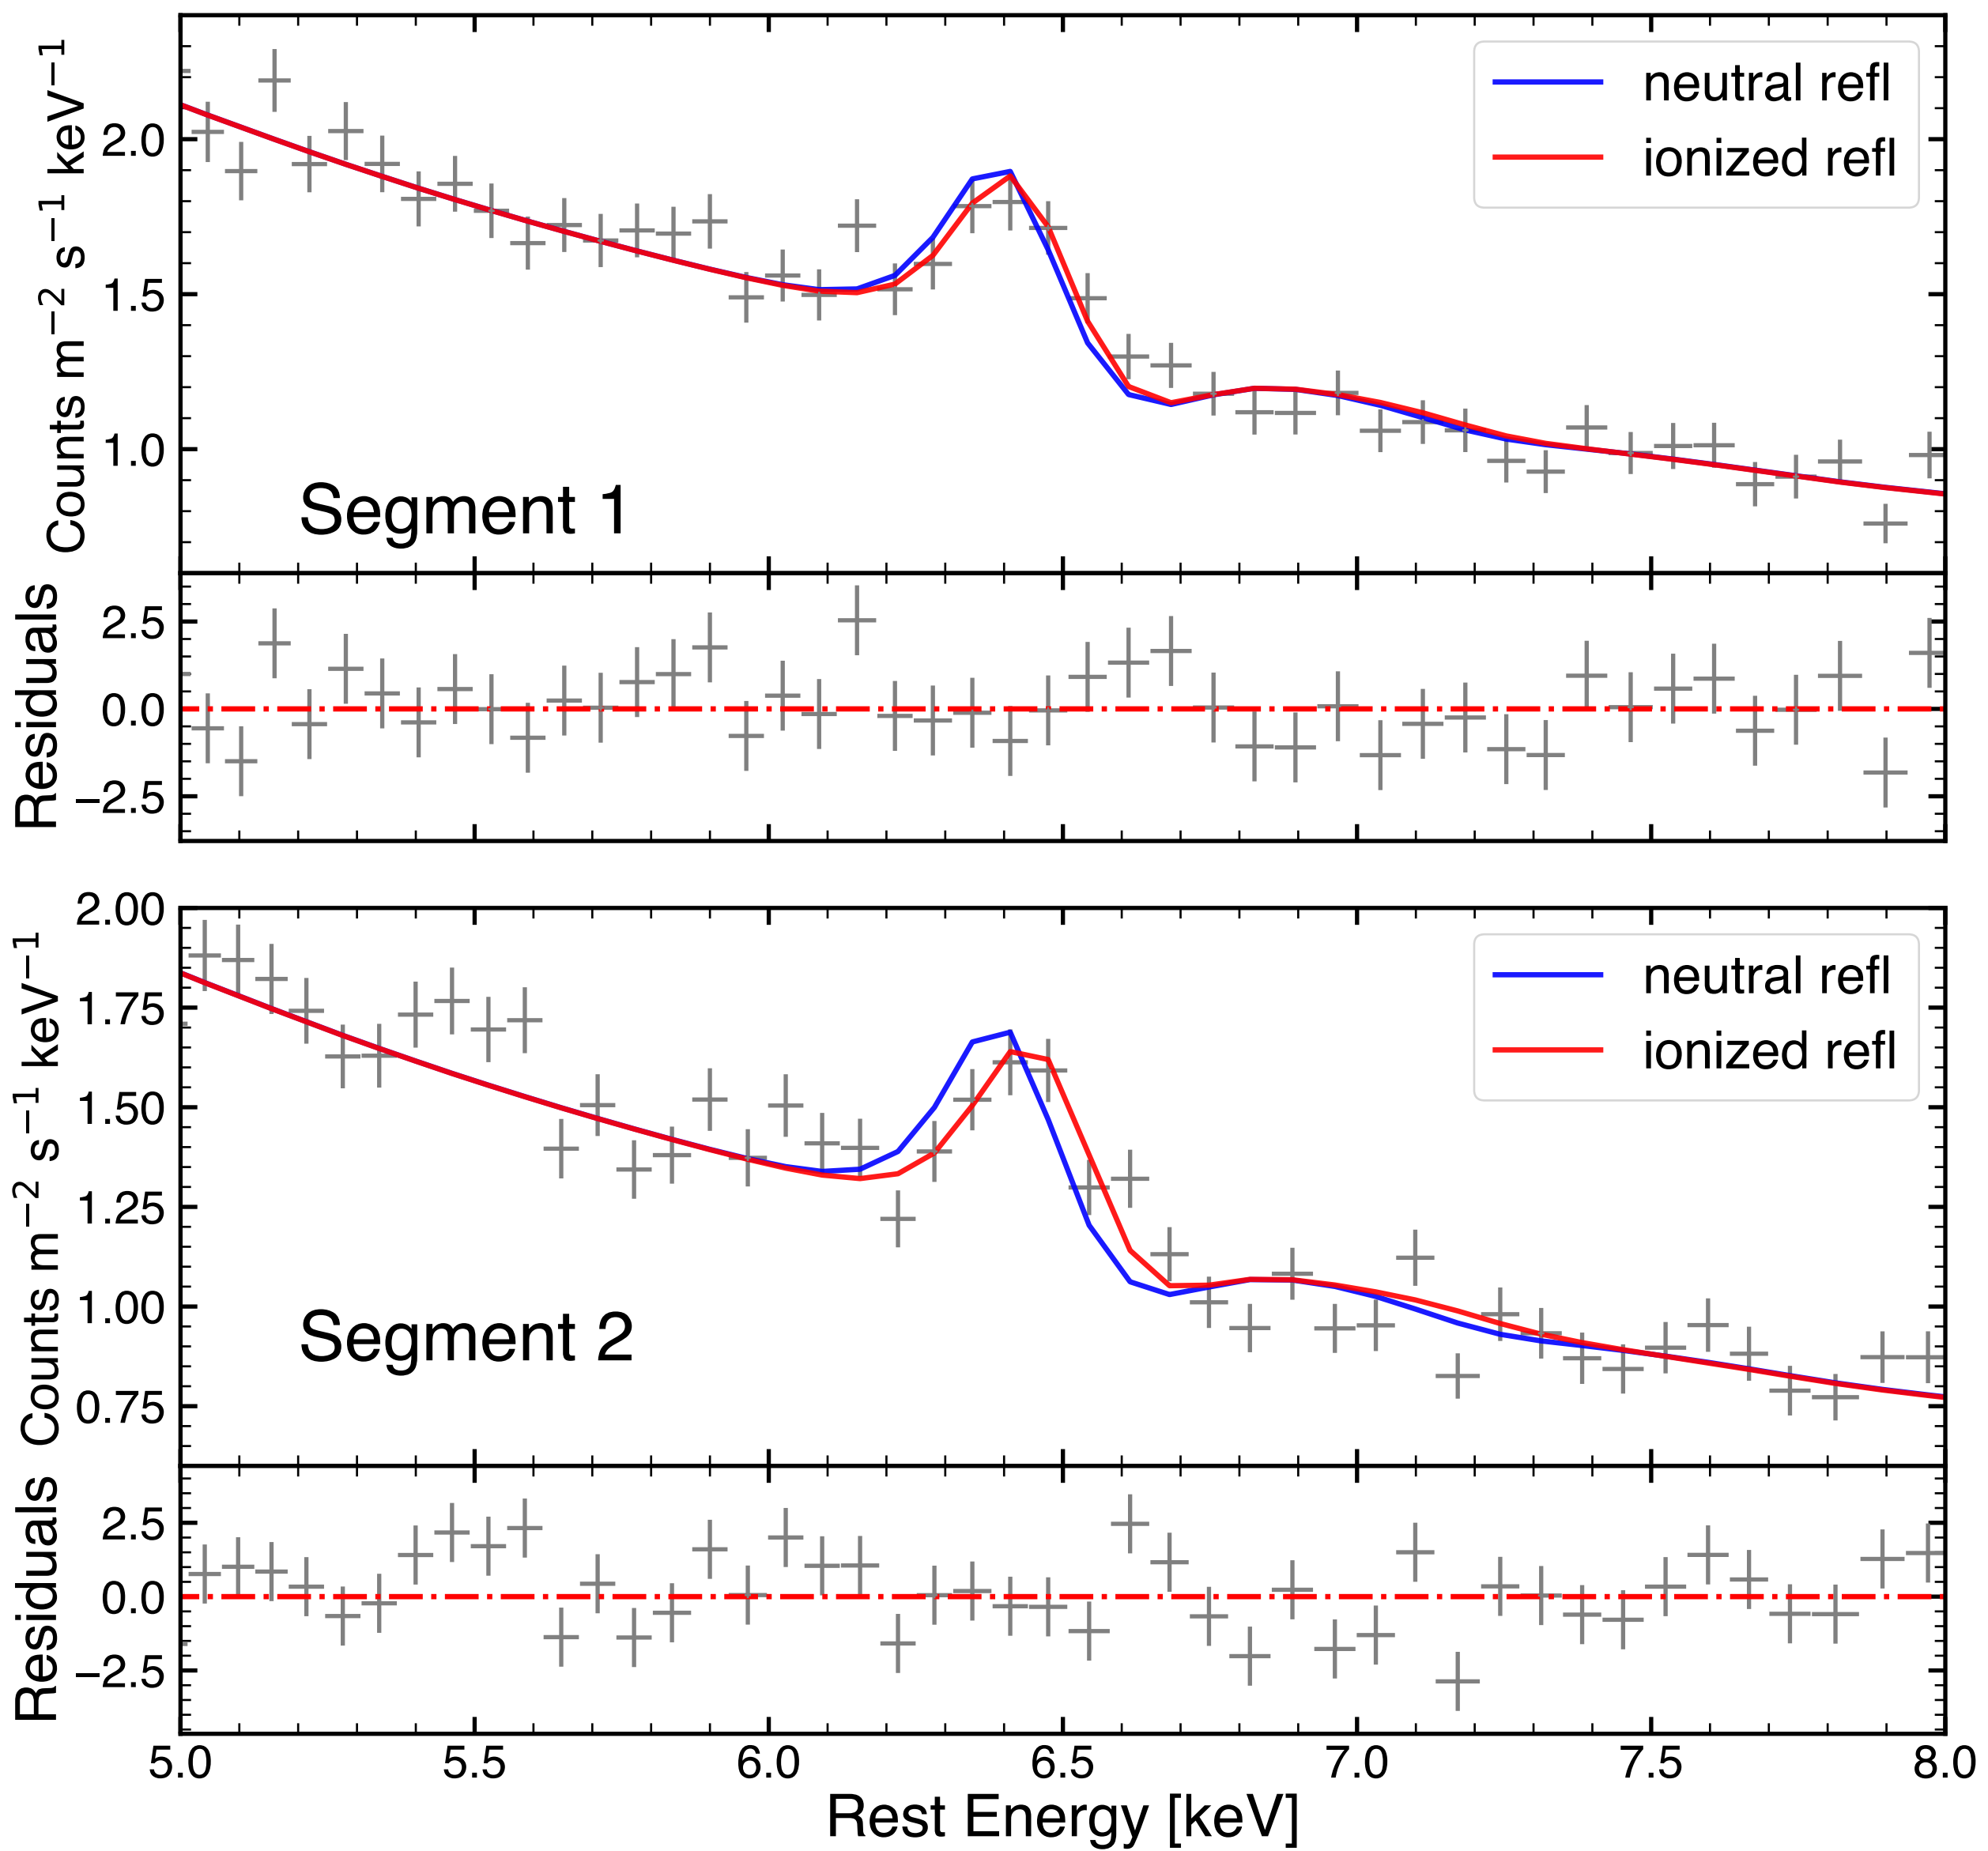 Counts m⁻² s⁻¹ keV⁻¹
2.0
1.5
1.0
neutral refl
ionized refl
Segment 1
Residuals
2.5
0.0
−2.5
Counts m⁻² s⁻¹ keV⁻¹
2.00
1.75
1.50
1.25
1.00
0.75
neutral refl
ionized refl
Segment 2
Residuals
2.5
0.0
−2.5
5.0 5.5 6.0 6.5 7.0 7.5 8.0
Rest Energy [keV]